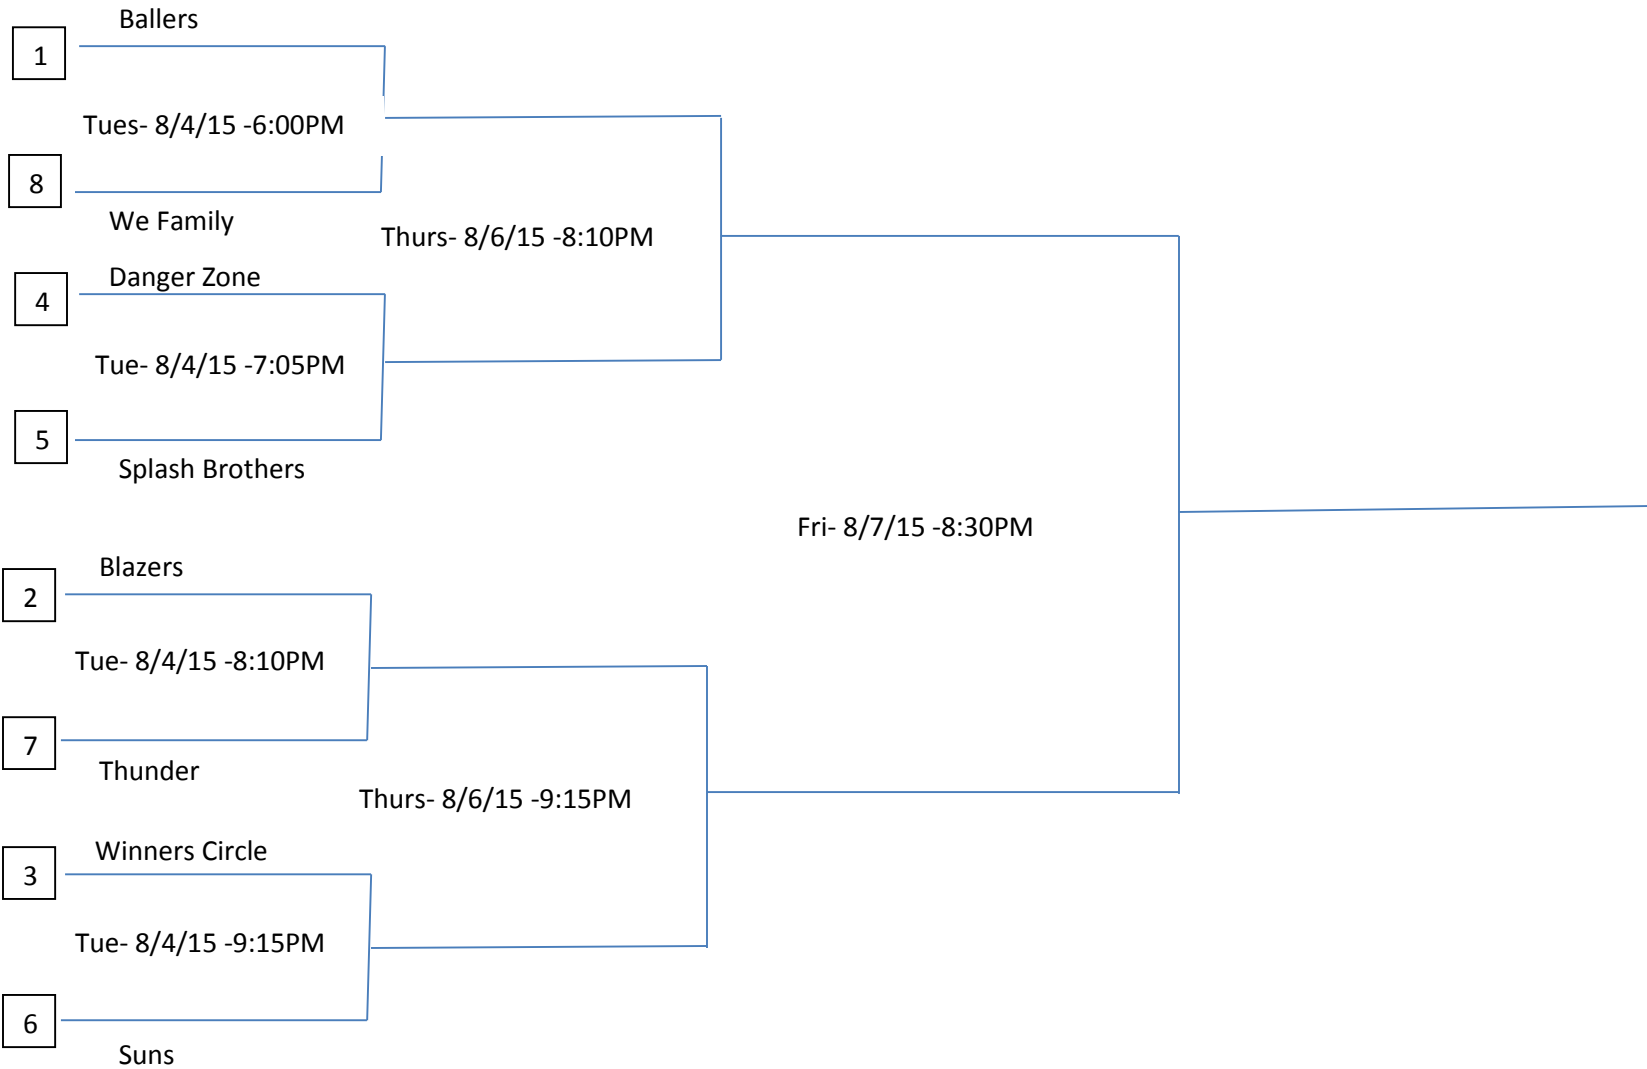 Ballers
1
Tues- 8/4/15 -6:00PM
8
We Family
Thurs- 8/6/15 -8:10PM
Danger Zone
4
Tue- 8/4/15 -7:05PM
5
Splash Brothers
Fri- 8/7/15 -8:30PM
Blazers
2
Tue- 8/4/15 -8:10PM
7
Thunder
Thurs- 8/6/15 -9:15PM
Winners Circle
3
Tue- 8/4/15 -9:15PM
6
Suns